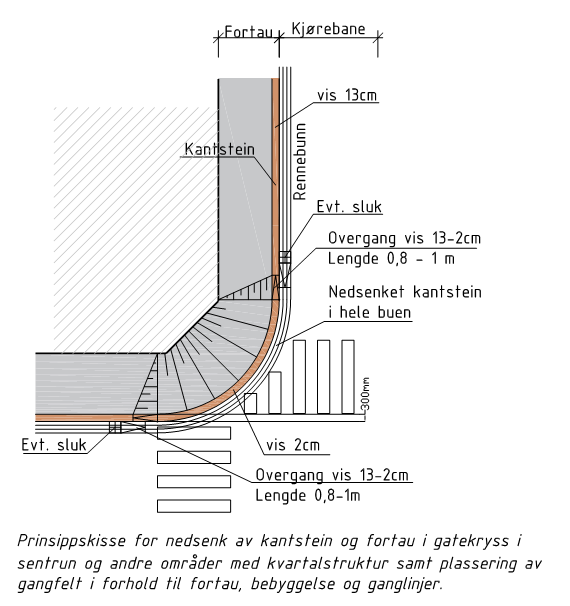 Fortau
Kjørebane
vis 13cm
Kantstein
Rennebunn
Evt. sluk
Overgang vis 13-2cm
Lengde 0,8 - 1 m
Nedsenket kantstein
i hele buen
300mm
Evt. sluk
vis 2cm
Overgang vis 13-2cm
Lengde 0,8-1m
Prinsippskisse for nedsenk av kantstein og fortau i gatekryss i
sentrun og andre områder med kvartalstruktur samt plassering av
gangfelt i forhold til fortau, bebyggelse og ganglinjer.